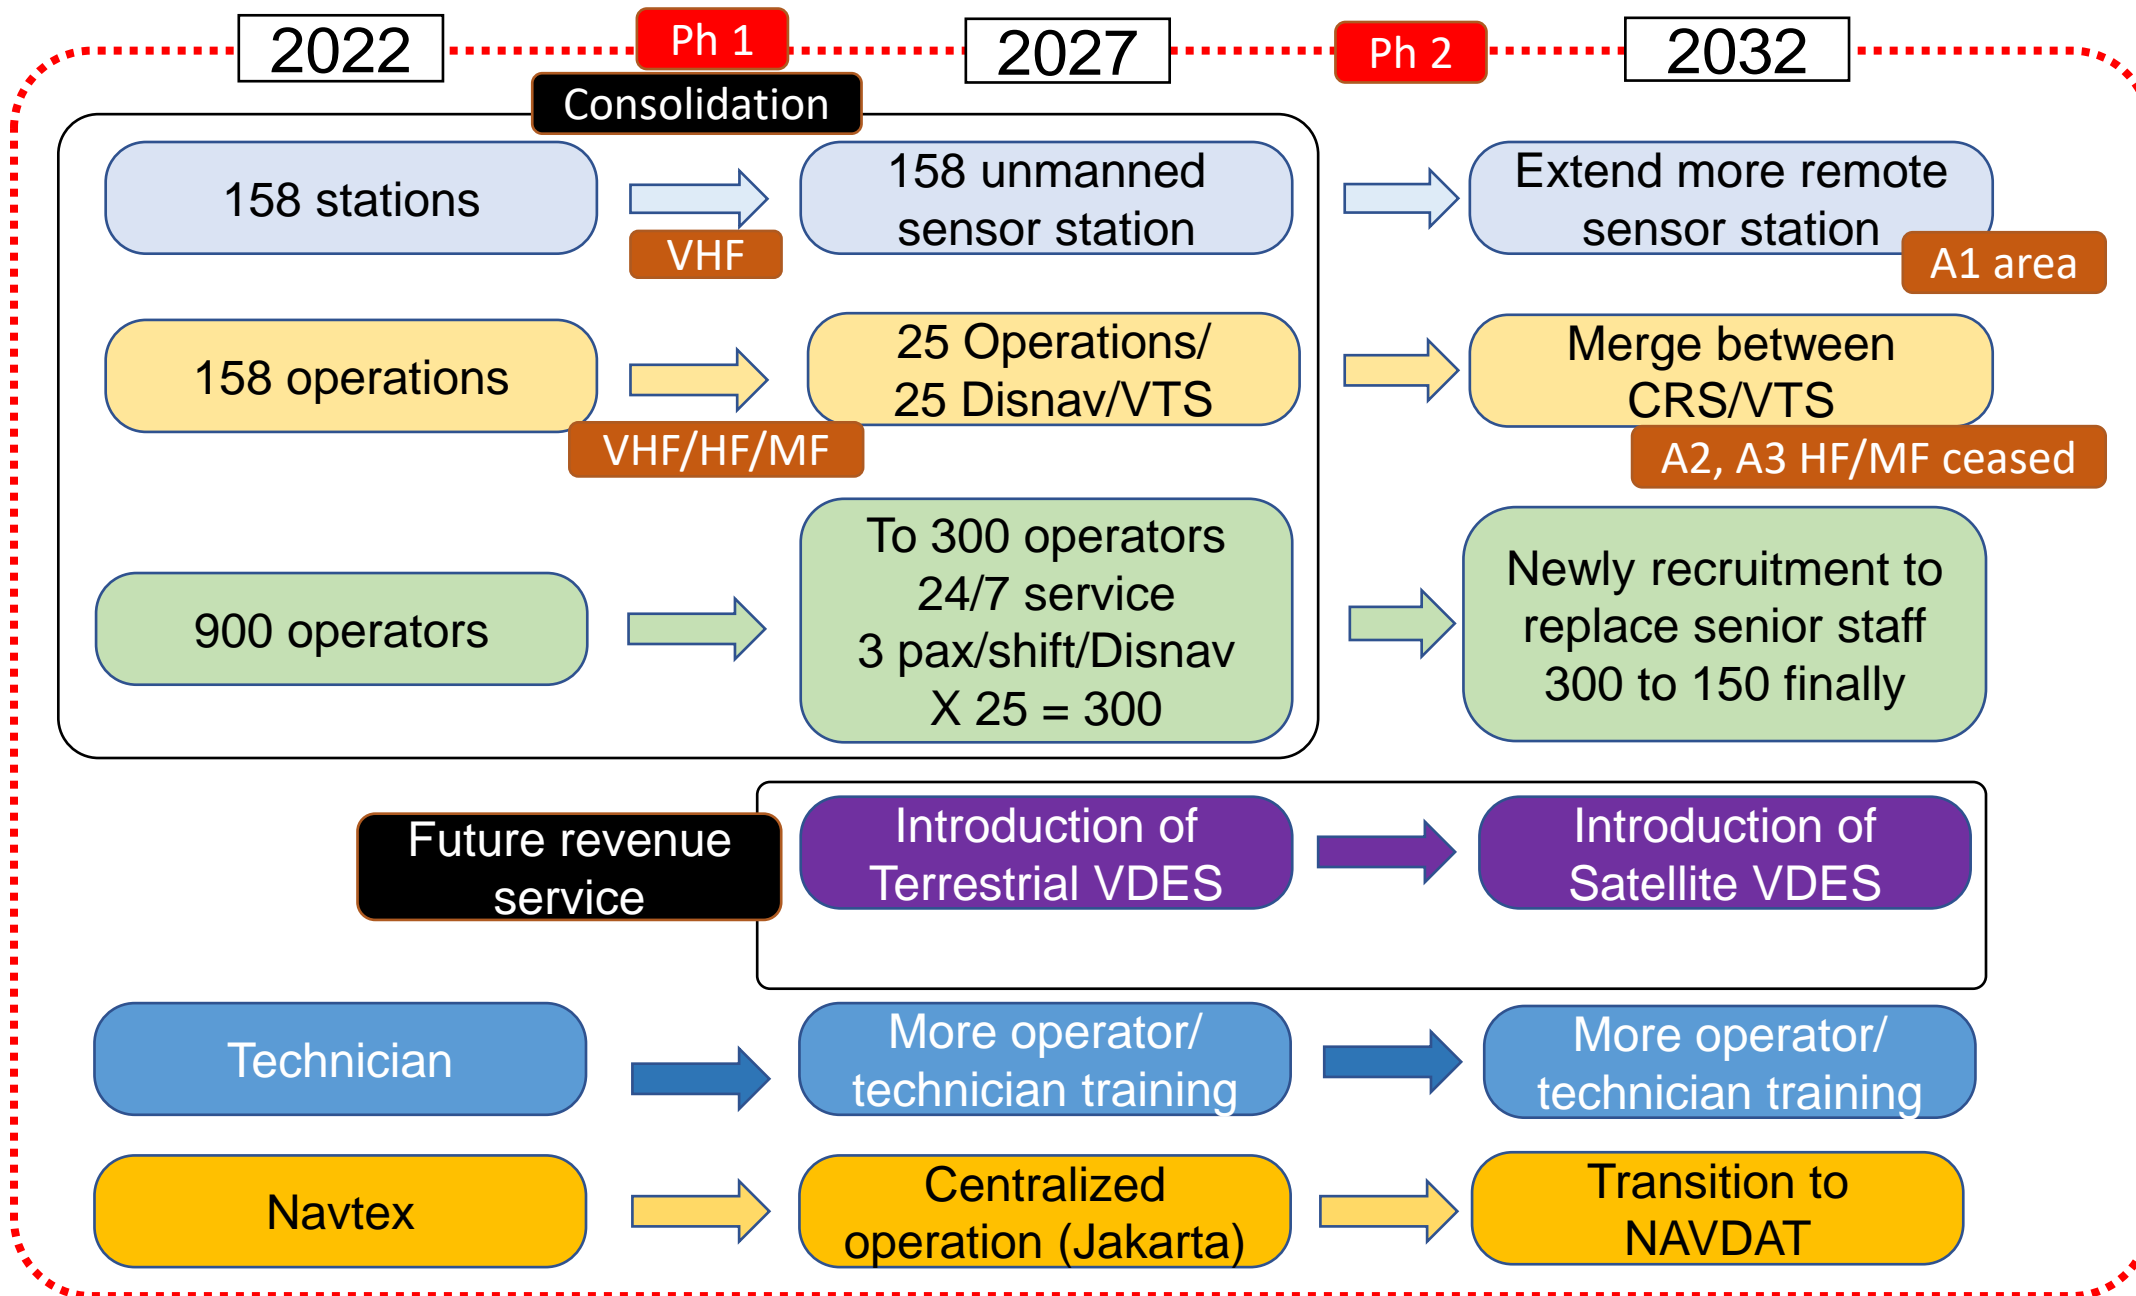 2022
Ph 1
2027
Ph 2
2032
Consolidation
158 stations
VHF
158 unmanned
sensor station
Extend more remote
sensor station
A1 area
158 operations
VHF/HF/MF
25 Operations/
25 Disnav/VTS
Merge between
CRS/VTS
A2, A3 HF/MF ceased
900 operators
To 300 operators
24/7 service
3 pax/shift/Disnav
X 25 = 300
Newly recruitment to
replace senior staff
300 to 150 finally
Future revenue
service
Introduction of
Terrestrial VDES
Introduction of
Satellite VDES
Technician
More operator/
technician training
More operator/
technician training
Navtex
Centralized
operation (Jakarta)
Transition to
NAVDAT